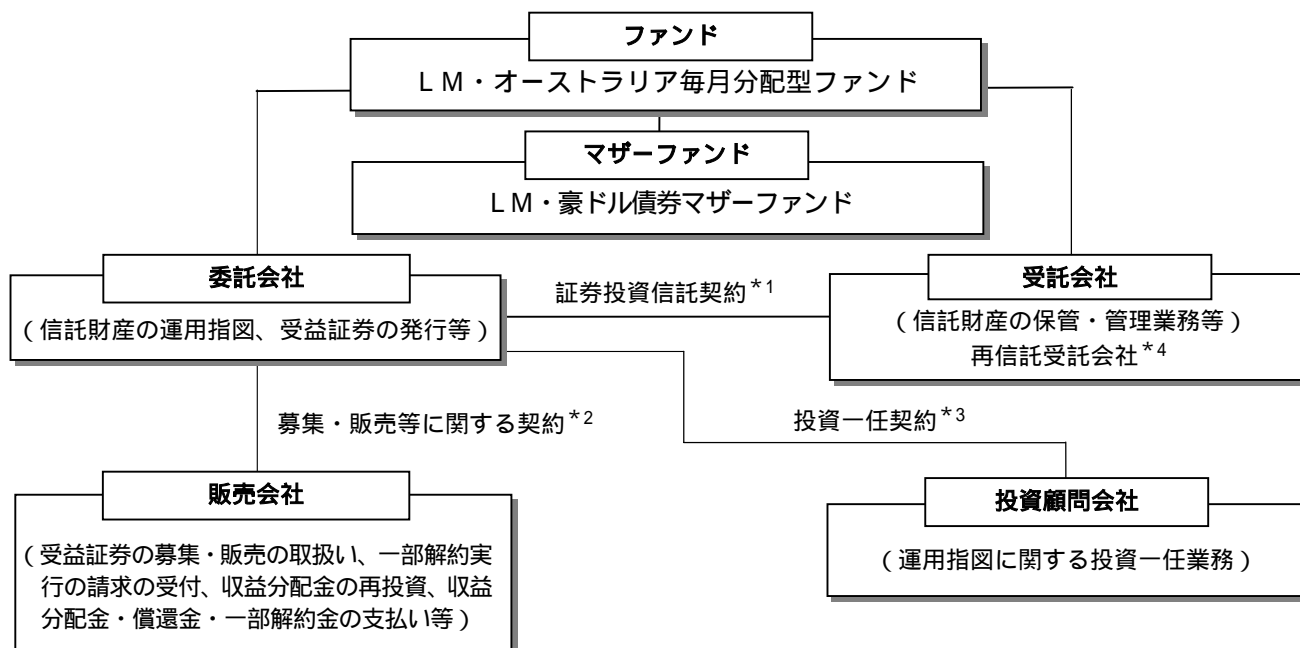 ファンド
LM・オーストラリア毎月分配型ファンド
マザーファンド
LM・豪ドル債券マザーファンド
委託会社
(信託財産の運用指図、受益証券の発行等)
証券投資信託契約*1
受託会社
(信託財産の保管・管理業務等)
再信託受託会社*4
募集・販売等に関する契約*2
投資一任契約*3
販売会社
(受益証券の募集・販売の取扱い、一部解約実
行の請求の受付、収益分配金の再投資、収益
分配金・償還金・一部解約金の支払い等)
投資顧問会社
(運用指図に関する投資一任業務)